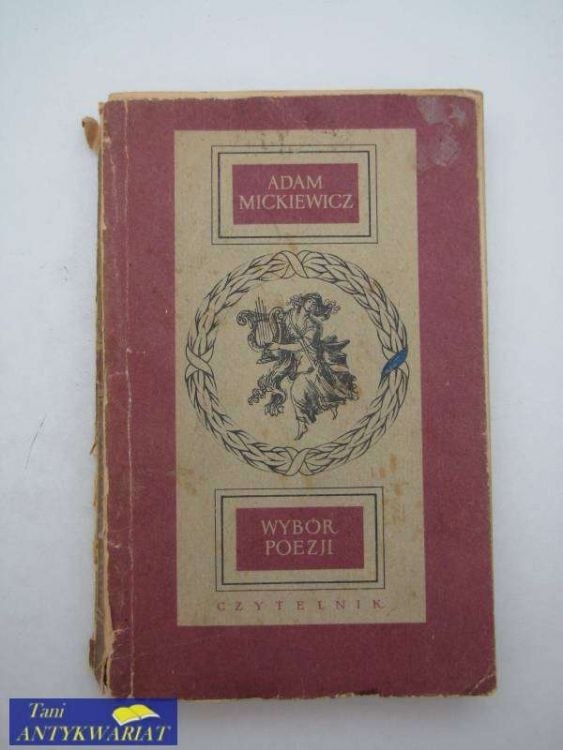 ADAM
MICKIEWICZ
WYBÓR
POEZJI
CZYTELNIK
Tani
ANTYKWARIAT